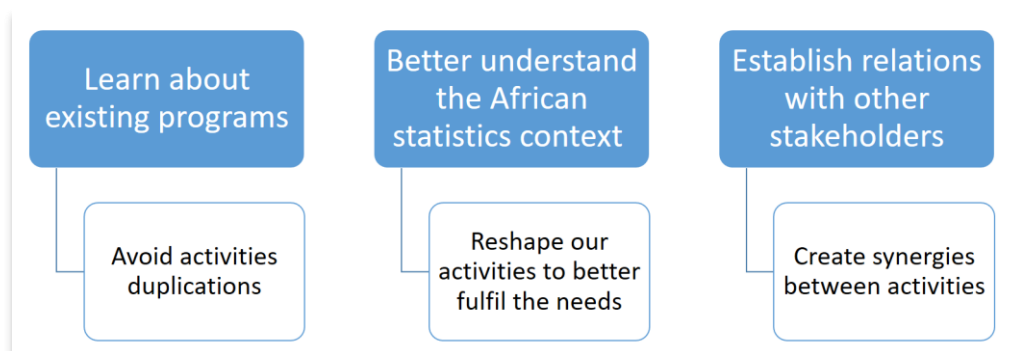 Learn about
existing programs
Avoid activities
duplications
Better understand
the African
statistics context
Reshape our
activities to better
fulfil the needs
Establish relations
with other
stakeholders
Create synergies
between activities